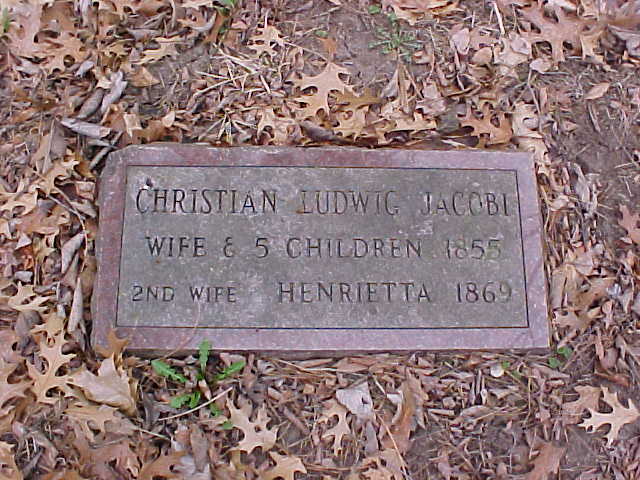 CHRISTIAN LUDWIG JACOBI
WIFE & 5 CHILDREN 1855
2ND WIFE HENRIETTA 1869